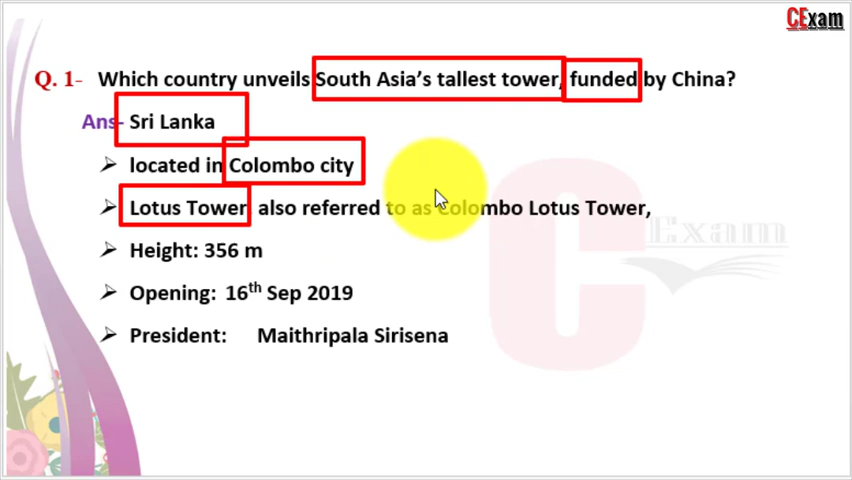 CExam
Q. 1- Which country unveils South Asia’s tallest tower, funded by China?
Ans- Sri Lanka
➢ located in Colombo city
➢ Lotus Tower also referred to as Colombo Lotus Tower,
C Exam
➢ Height: 356 m
➢ Opening: 16th Sep 2019
➢ President: Maithripala Sirisena